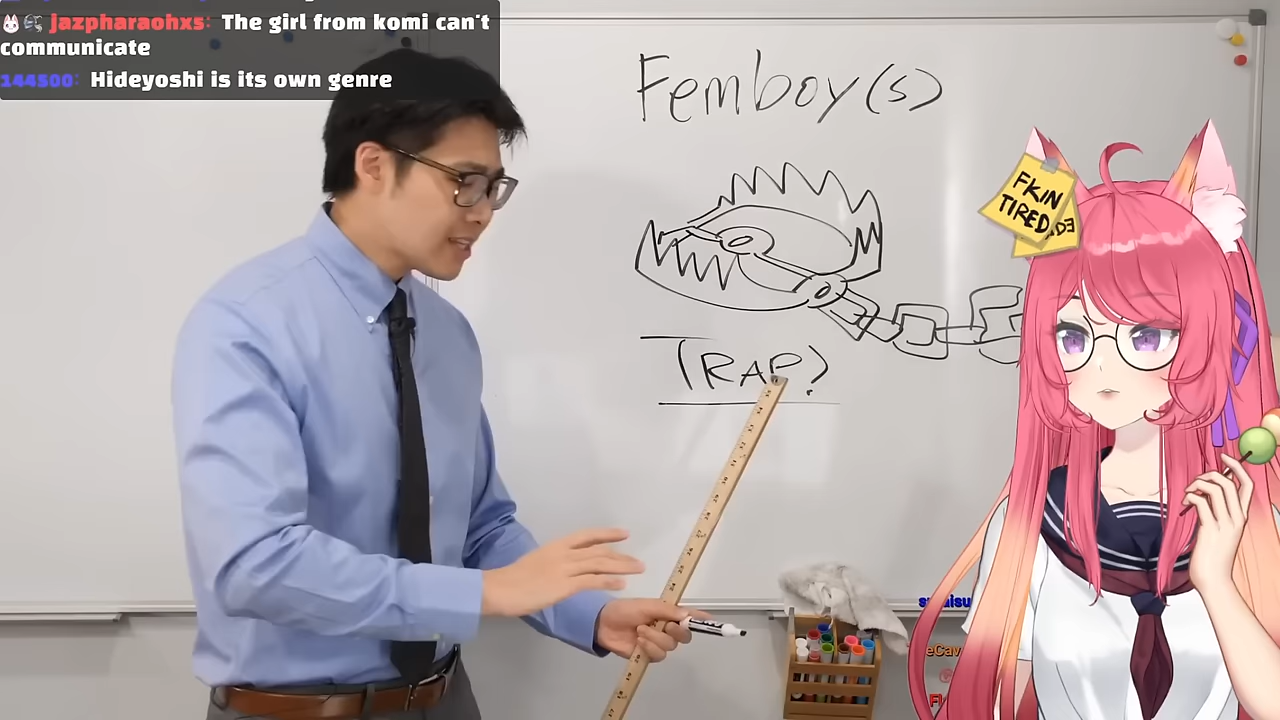 jazpharaohxs: The girl from komi can't
communicate
144500: Hideyoshi is its own genre
Femboy(s)
TRAP?
FKIN
TIRED